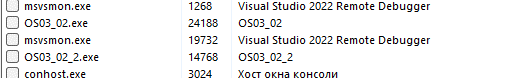 msvsmon.exe 1268 Visual Studio 2022 Remote Debugger
OS03_02.exe 24188 OS03_02
msvsmon.exe 19732 Visual Studio 2022 Remote Debugger
OS03_02_2.exe 14768 OS03_02_2
conhost.exe 3024 Хост окна консоли